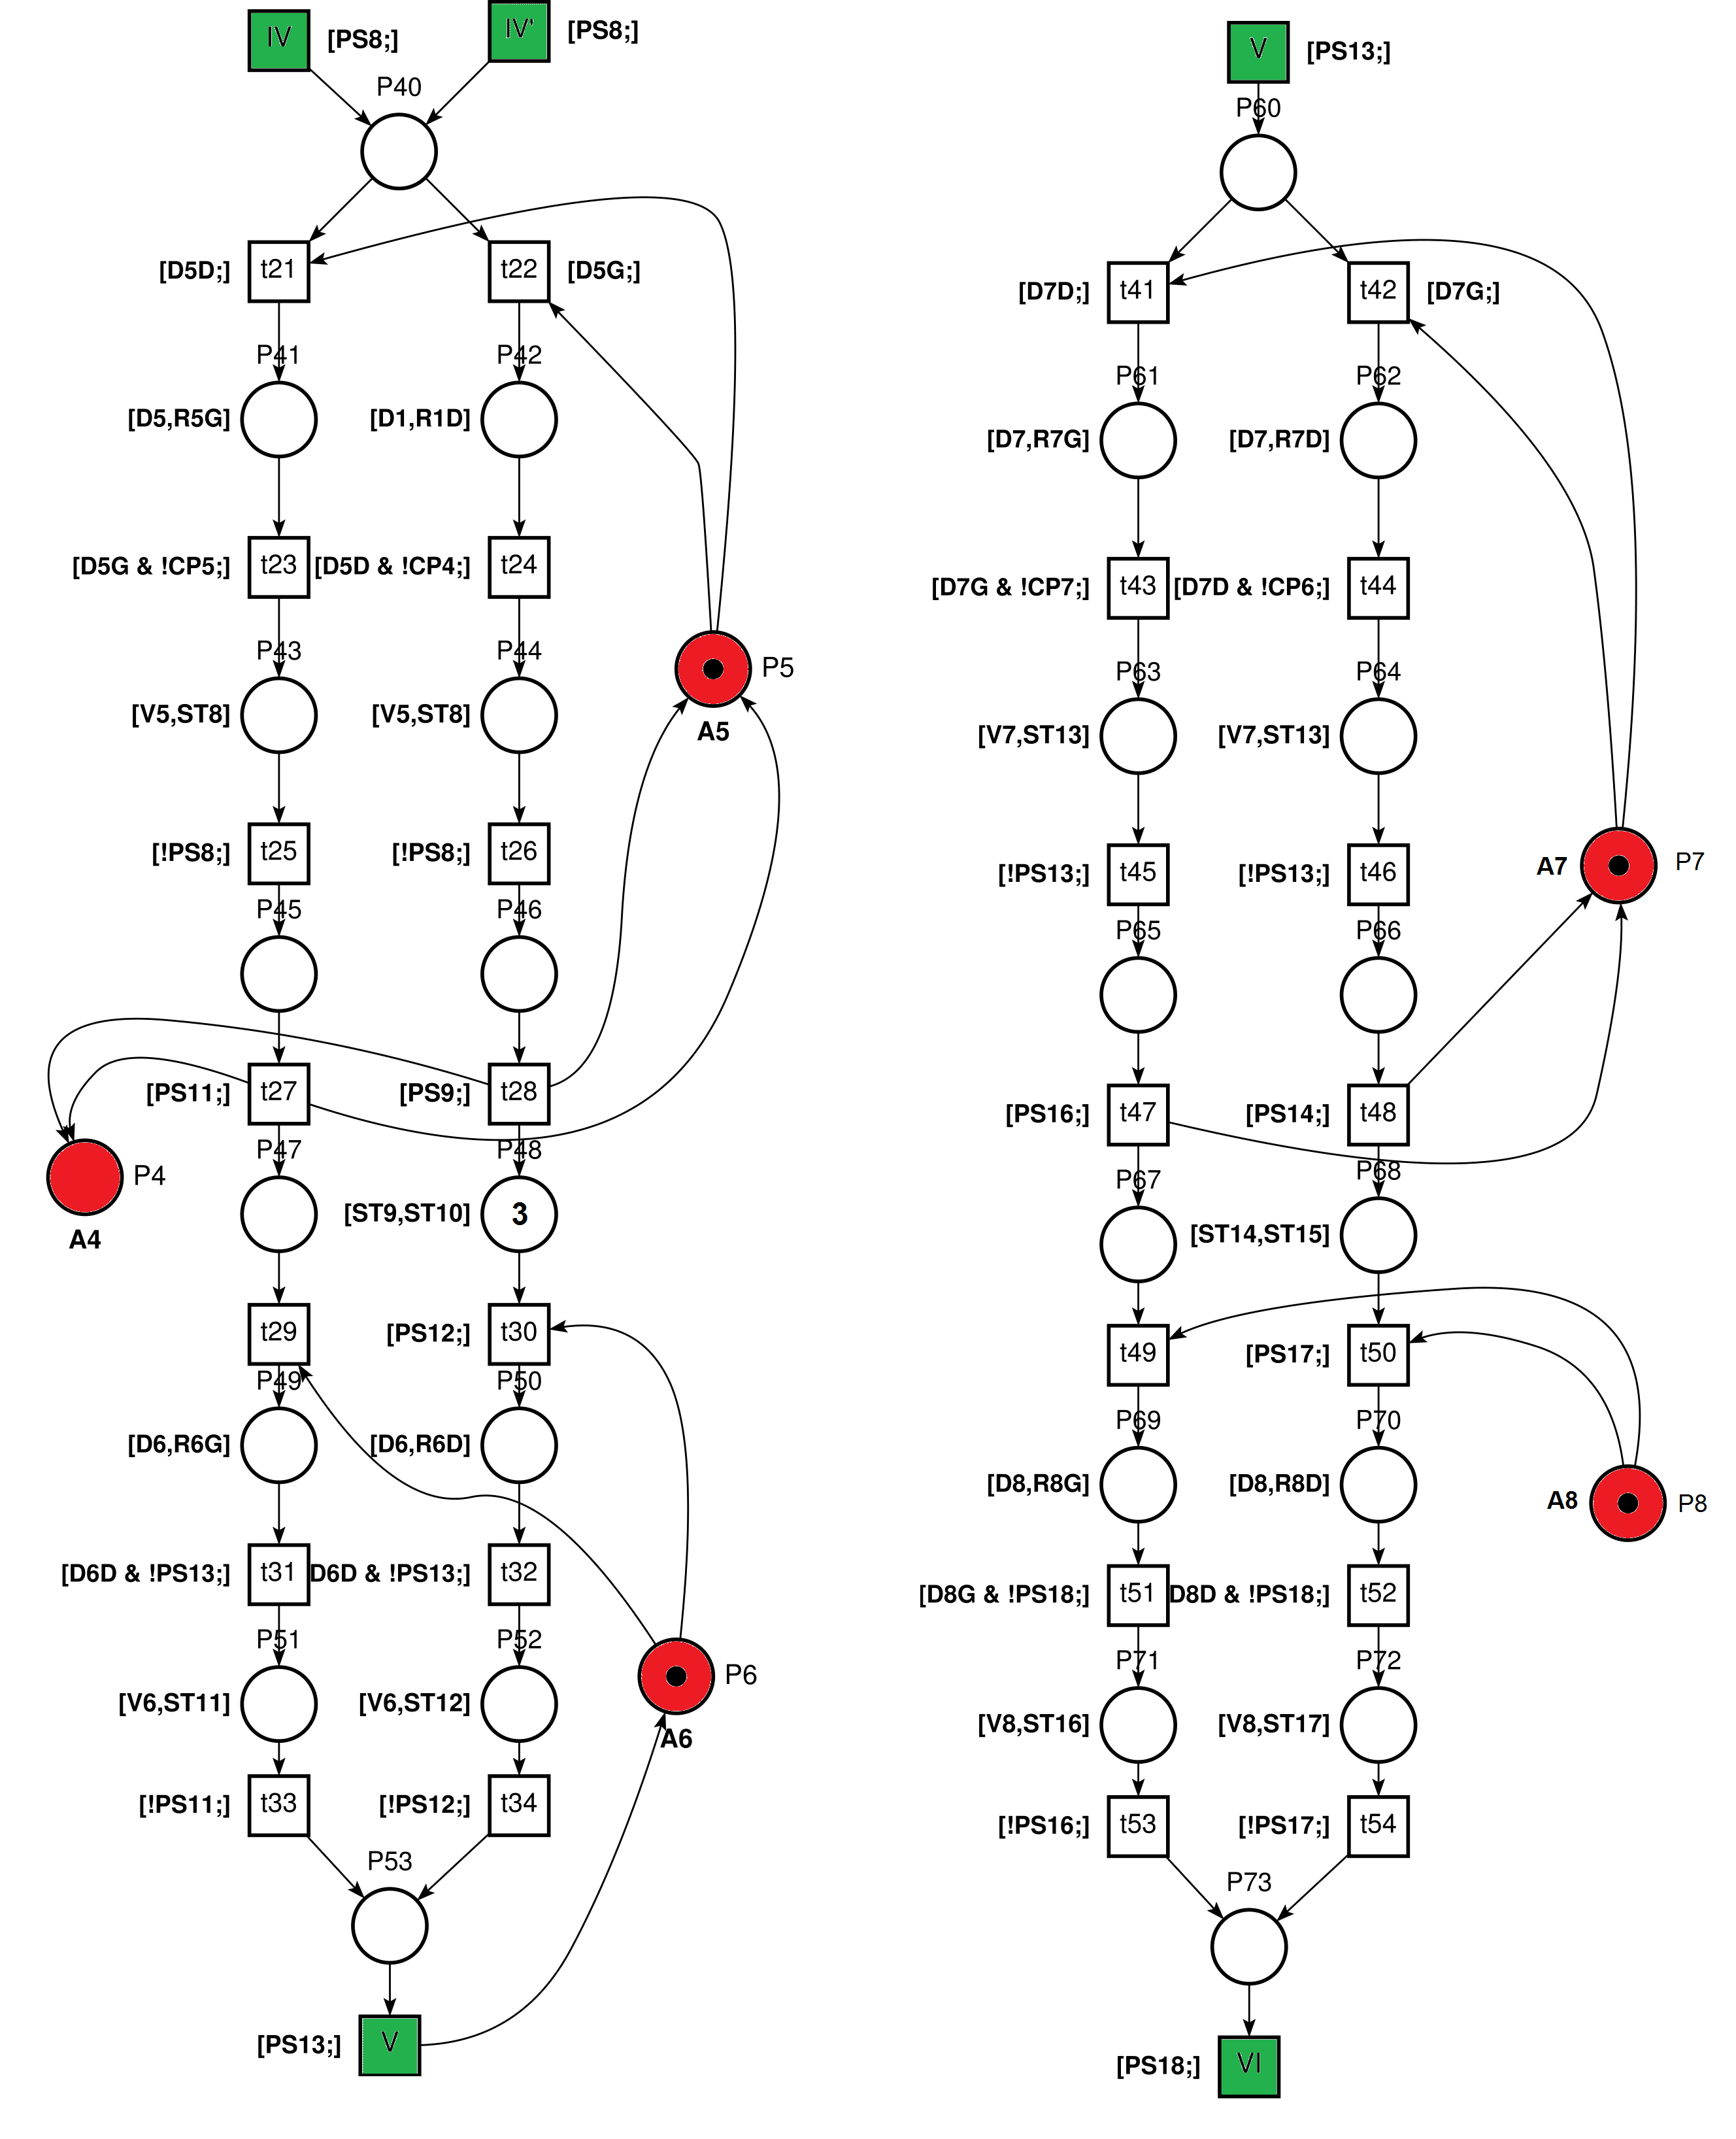 IV [PS8;] IV' [PS8;]
P40
[D5D;] t21 t22 [D5G;]
P41 P42
[D5,R5G] [D1,R1D]
[D5G & !CP5;] t23 [D5D & !CP4;] t24
P43 P44
P5
[V5,ST8] [V5,ST8] A5
[!PS8;] t25 [!PS8;] t26
P45 P46
[PS11;] t27 [PS9;] t28
P47 P48
P4
[ST9,ST10] 3
A4
t29 [PS12;] t30
P49 P50
[D6,R6G] [D6,R6D]
[D6D & !PS13;] t31 D6D & !PS13;] t32
P51 P52
P6
[V6,ST11] [V6,ST12] A6
[!PS11;] t33 [!PS12;] t34
P53
[PS13;] V
V [PS13;]
P60
[D7D;] t41 t42 [D7G;]
P61 P62
[D7,R7G] [D7,R7D]
[D7G & !CP7;] t43 [D7D & !CP6;] t44
P63 P64
[V7,ST13] [V7,ST13]
[!PS13;] t45 [!PS13;] t46 A7 P7
P65 P66
[PS16;] t47 [PS14;] t48
P67 P68
[ST14,ST15]
t49 [PS17;] t50
P69 P70
[D8,R8G] [D8,R8D] A8 P8
[D8G & !PS18;] t51 D8D & !PS18;] t52
P71 P72
[V8,ST16] [V8,ST17]
[!PS16;] t53 [!PS17;] t54
P73
[PS18;] VI